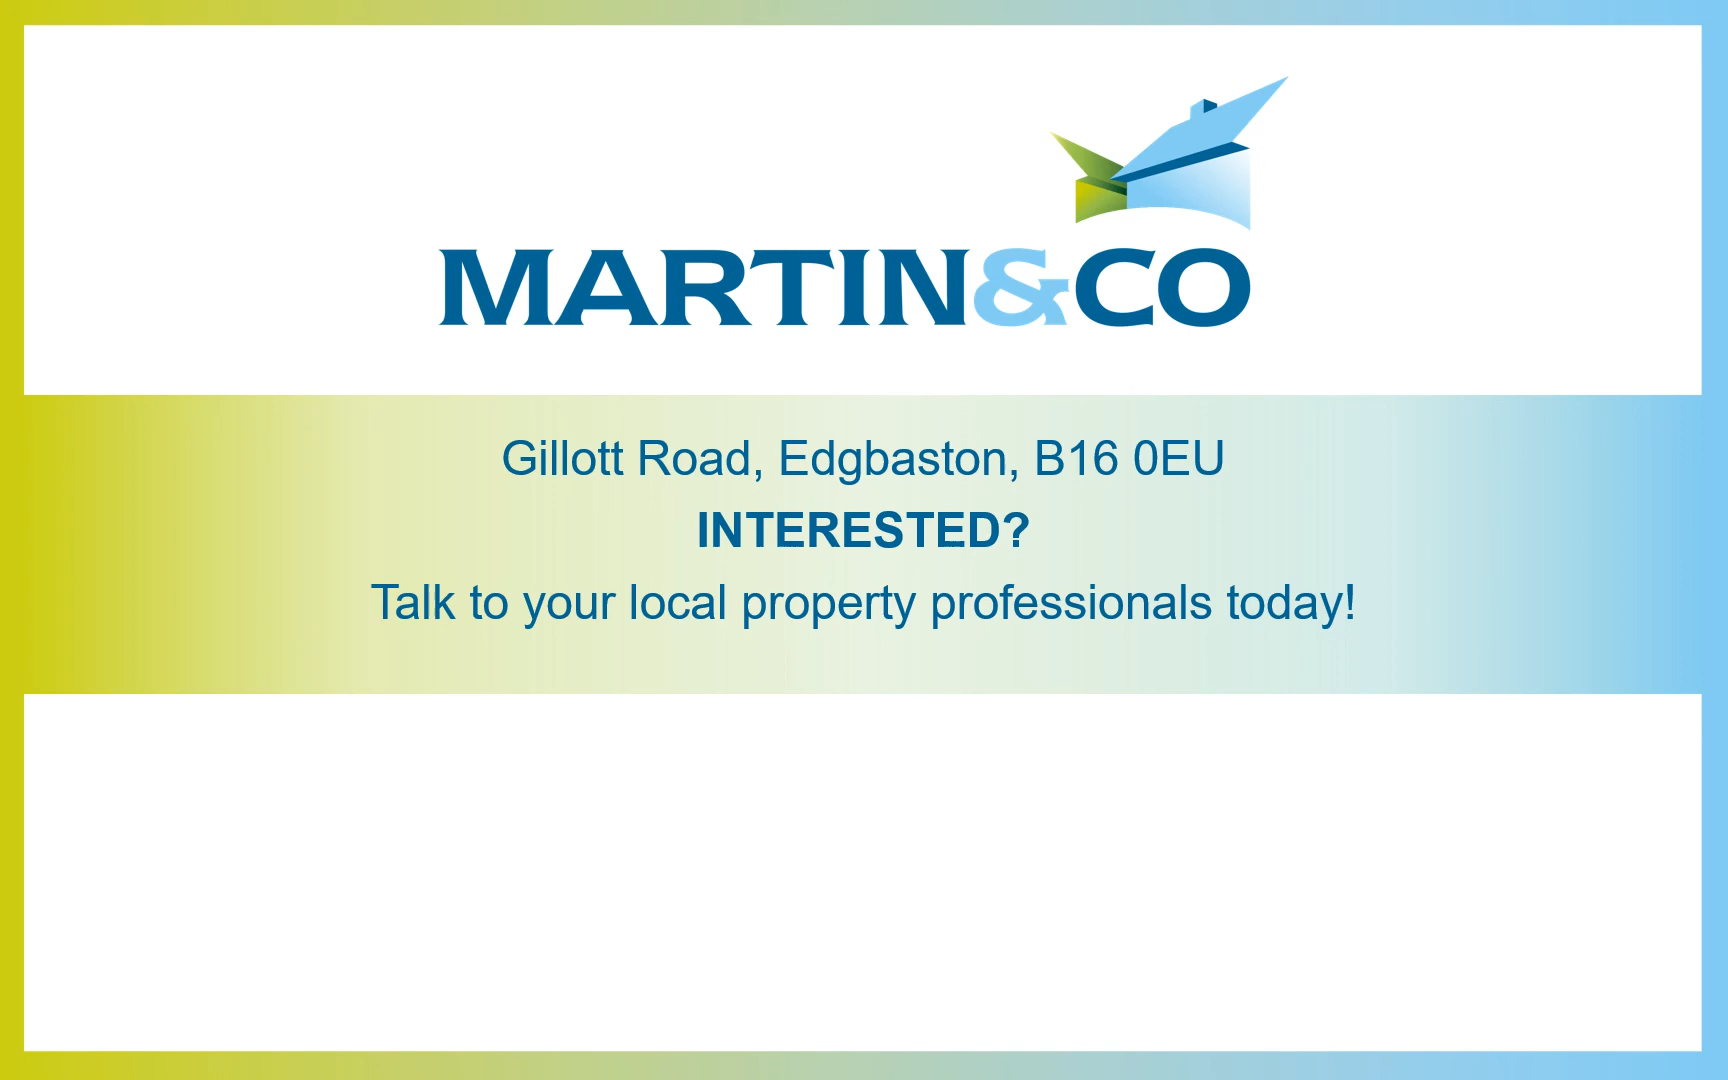 MARTIN&CO
Gillott Road, Edgbaston, B16 0EU
INTERESTED?
Talk to your local property professionals today!